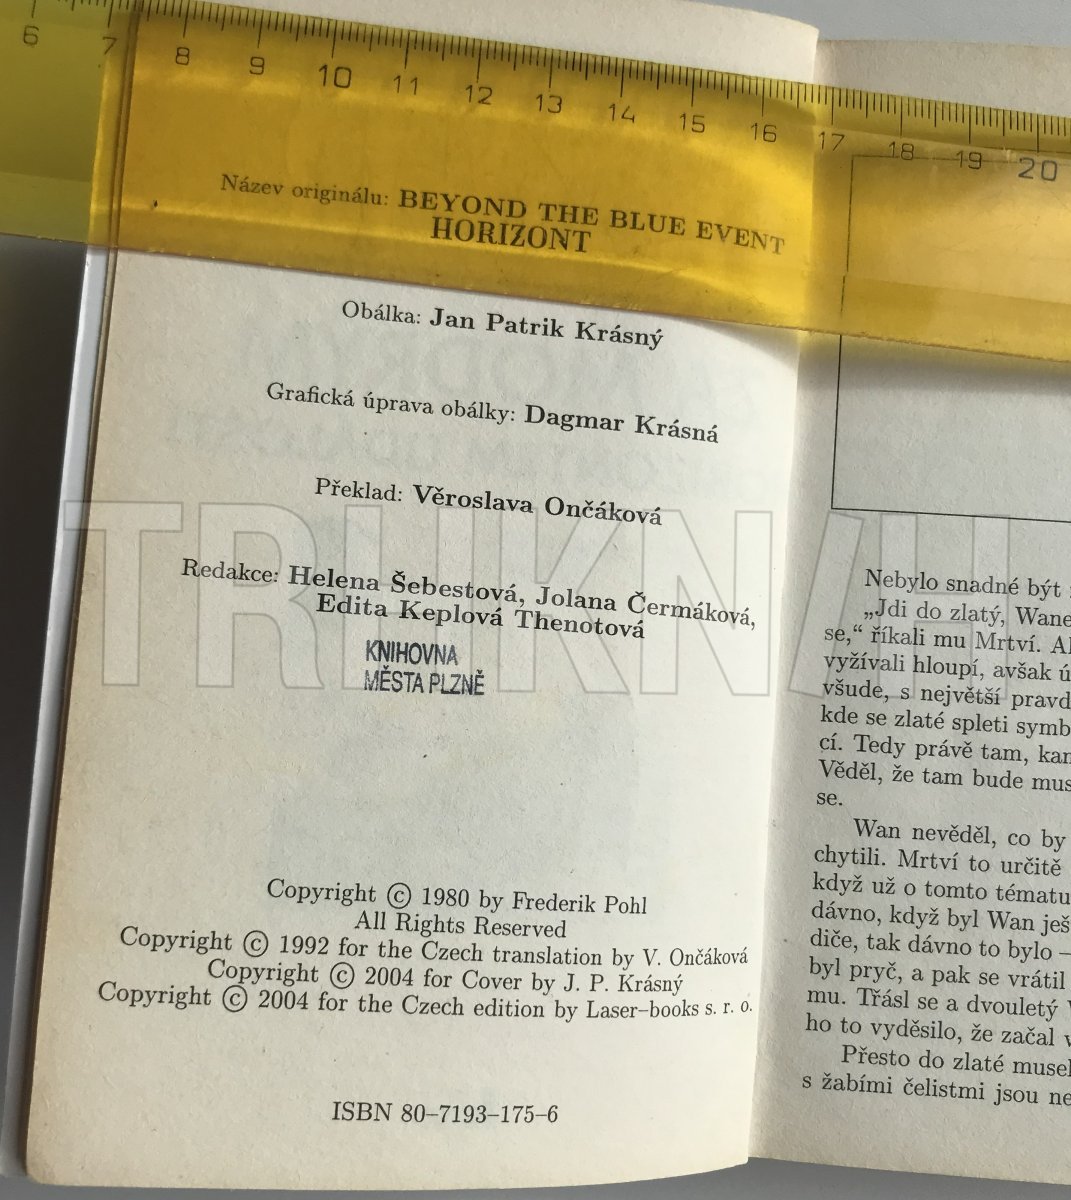 6 7 8 9 10 11 12 13 14 15 16 17 18 19 20
Název originálu: BEYOND THE BLUE EVENT
HORIZONT
Obálka: Jan Patrik Krásný
Grafická úprava obálky: Dagmar Krásná
Překlad: Věroslava Ončáková
Redakce: Helena Šebestová, Jolana Čermáková,
Edita Keplová Thenotová
KNIHOVNA
MĚSTA PLZNĚ
Copyright © 1980 by Frederik Pohl
All Rights Reserved
Copyright © 1992 for the Czech translation by V. Ončáková
Copyright © 2004 for Cover by J. P. Krásný
Copyright © 2004 for the Czech edition by Laser–books s. r. o.
ISBN 80–7193–175–6
Nebylo snadné být
„Jdi do zlatý, Wane
se,“ říkali mu Mrtví.
vyžívali hloupí, avšak
všude, s největší pravd
kde se zlaté spleti symb
cí. Tedy právě tam, kam
Věděl, že tam bude mus
se.
Wan nevěděl, co by
chytili. Mrtví to určitě
když už o tomto tématu
dávno, když byl Wan ješ
diče, tak dávno to bylo –
byl pryč, a pak se vrátil
mu. Třásl se a dvouletý
ho to vyděsilo, že začal
Přesto do zlaté musel
s žabími čelistmi jsou ne